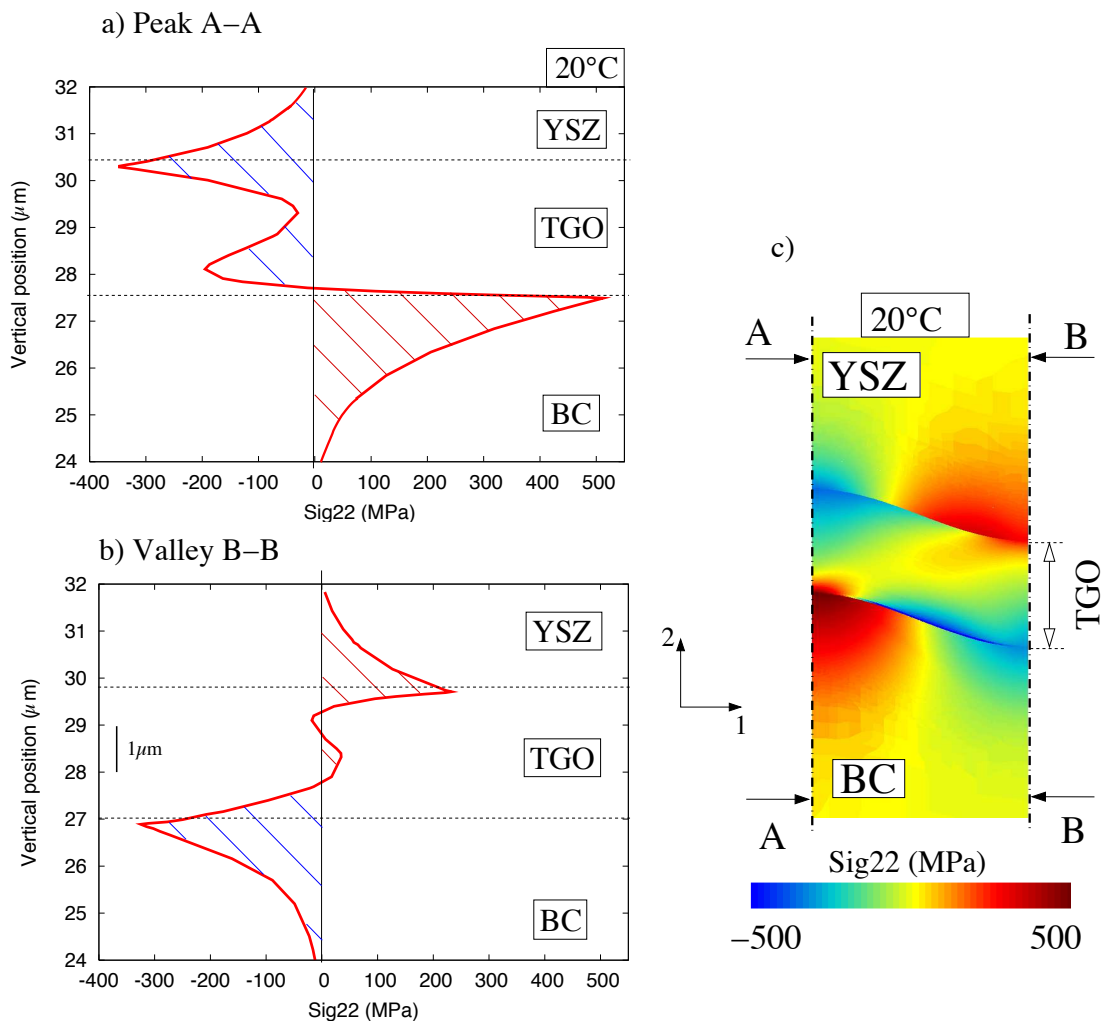 a) Peak A–A
20°C
32
31
30
29
28
27
26
25
24
Vertical position (μm)
YSZ
TGO
BC
-400 -300 -200 -100 0 100 200 300 400 500
Sig22 (MPa)
b) Valley B–B
32
31
30
29
28
27
26
25
24
Vertical position (μm)
1μm
YSZ
TGO
BC
-400 -300 -200 -100 0 100 200 300 400 500
Sig22 (MPa)
c)
20°C
A
B
YSZ
TGO
2
1
BC
A
B
Sig22 (MPa)
−500 500